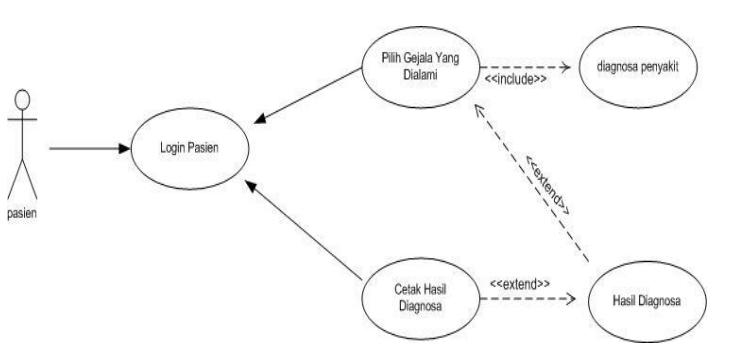 Pilih Gejala Yang
Dialami
<<include>>
diagnosa penyakit
Login Pasien
pasien
<<extend>>
Cetak Hasil
Diagnosa
<<extend>>
Hasil Diagnosa